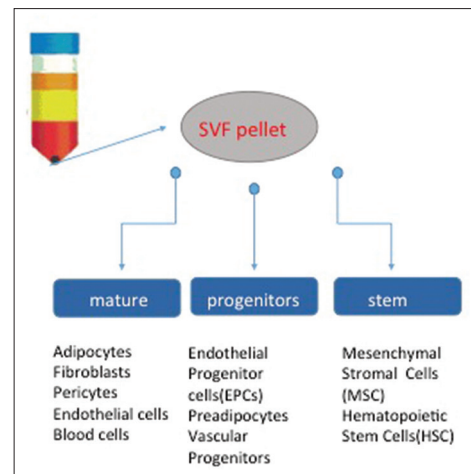 SVF pellet
mature
progenitors
stem
Adipocytes
Fibroblasts
Pericytes
Endothelial cells
Blood cells
Endothelial
Progenitor
cells(EPCs)
Preadipocytes
Vascular
Progenitors
Mesenchymal
Stromal Cells
(MSC)
Hematopoietic
Stem Cells(HSC)